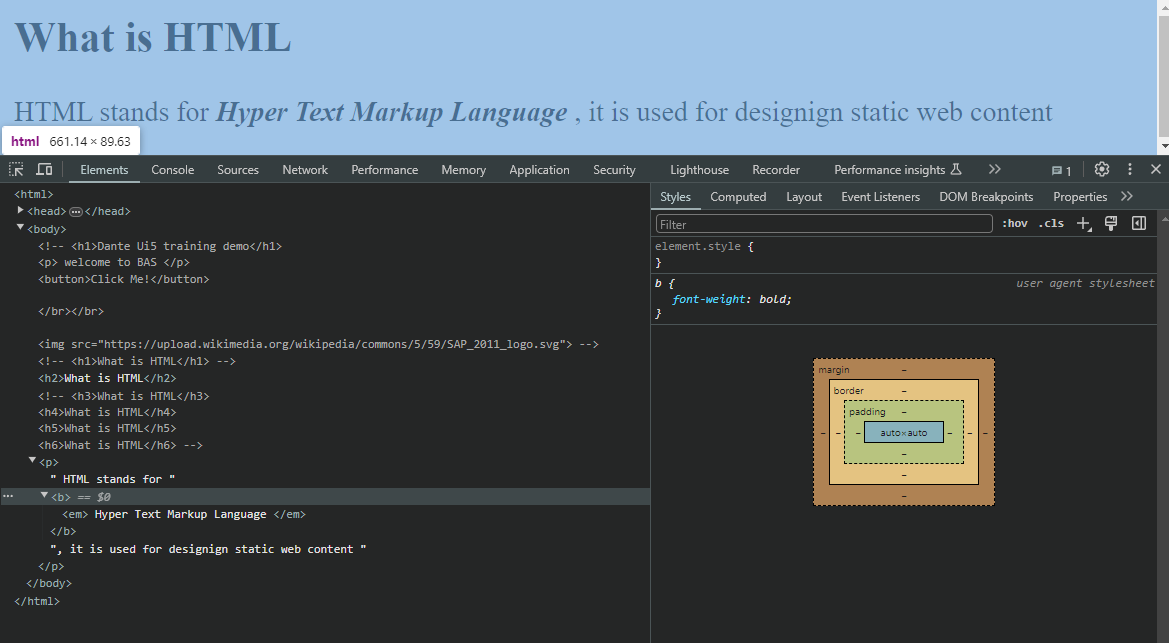 What is HTML
HTML stands for Hyper Text Markup Language , it is used for designign static web content
html 661.14 × 89.63
Elements Console Sources Network Performance Memory Application Security Lighthouse Recorder Performance insights 1
<html>
<head> ••• </head>
<body>
<!-- <h1>Dante Ui5 training demo</h1>
<p> welcome to BAS </p>
<button>Click Me!</button>
</br></br>
<img src="https://upload.wikimedia.org/wikipedia/commons/5/59/SAP_2011_logo.svg"> -->
<!-- <h1>What is HTML</h1> -->
<h2>What is HTML</h2>
<!-- <h3>What is HTML</h3>
<h4>What is HTML</h4>
<h5>What is HTML</h5>
<h6>What is HTML</h6> -->
<p>
" HTML stands for "
••• <b> == $0
<em> Hyper Text Markup Language </em>
</b>
", it is used for designign static web content "
</p>
</body>
</html>
Styles Computed Layout Event Listeners DOM Breakpoints Properties
Filter :hov .cls
element.style {
}
b { user agent stylesheet
font-weight: bold;
}
margin –
border –
padding –
– – – auto×auto – – –
–
–
–